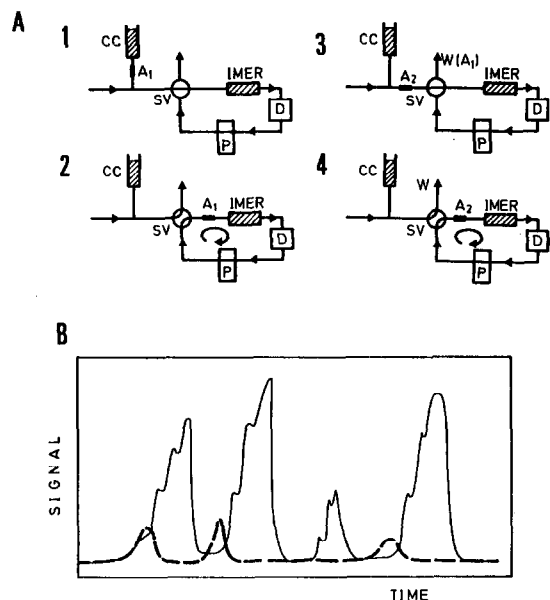 A
1
CC
A1
SV
IMER
D
P
2
CC
A1
SV
IMER
D
P
3
CC
W(A1)
A2
SV
IMER
D
P
4
CC
W
A2
SV
IMER
D
P
B
SIGNAL
TIME